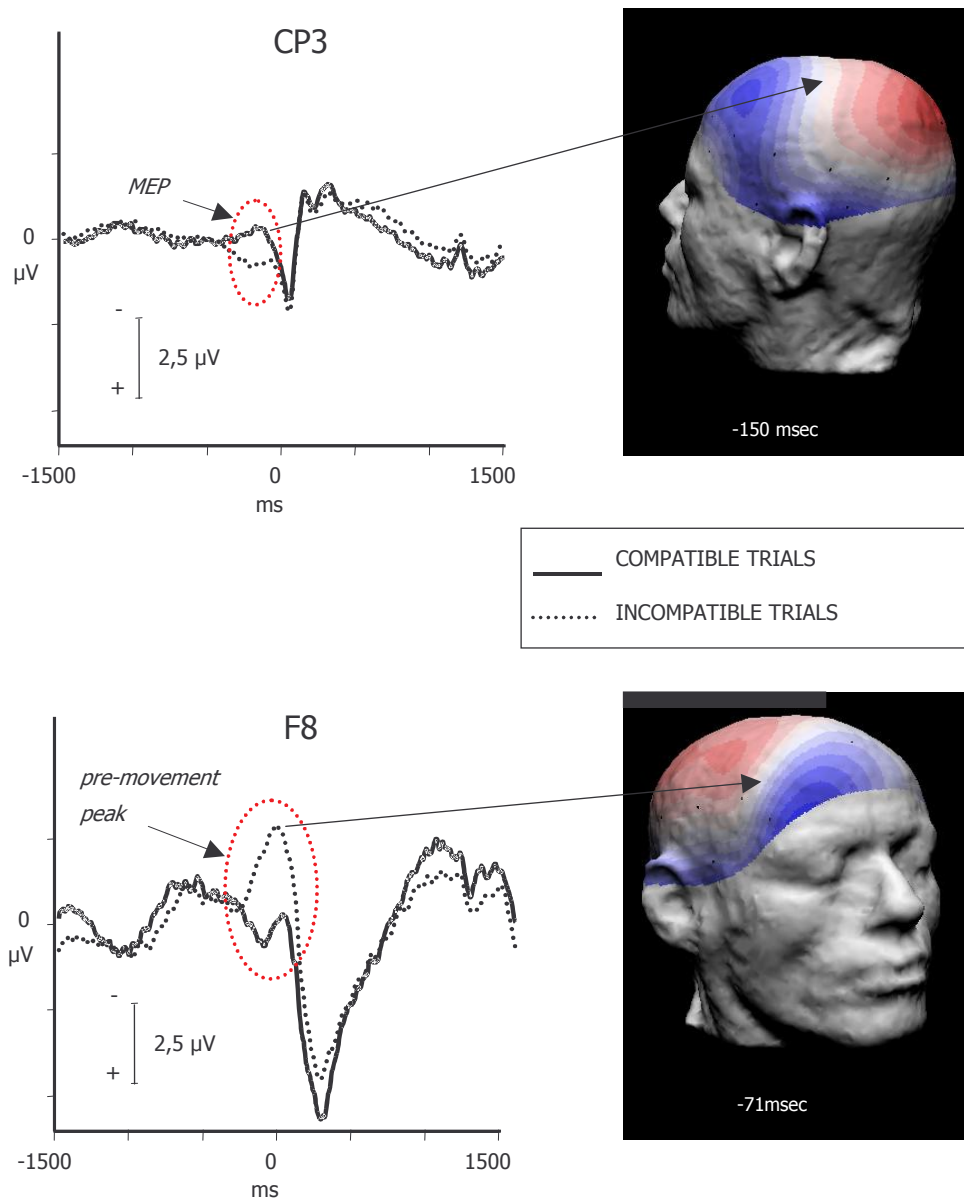 CP3
MEP
0
µV
-
2,5 µV
+
-1500
0
1500
ms
-150 msec
COMPATIBLE TRIALS
INCOMPATIBLE TRIALS
F8
pre-movement
peak
0
µV
-
2,5 µV
+
-1500
0
1500
ms
-71msec